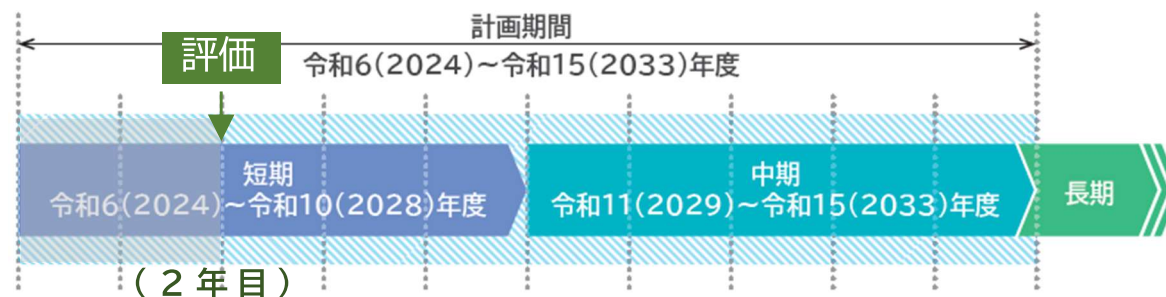 計画期間
評価
令和6(2024)～令和15(2033)年度
短期
令和6(2024)～令和10(2028)年度
中期
令和11(2029)～令和15(2033)年度
長期
(２年目)